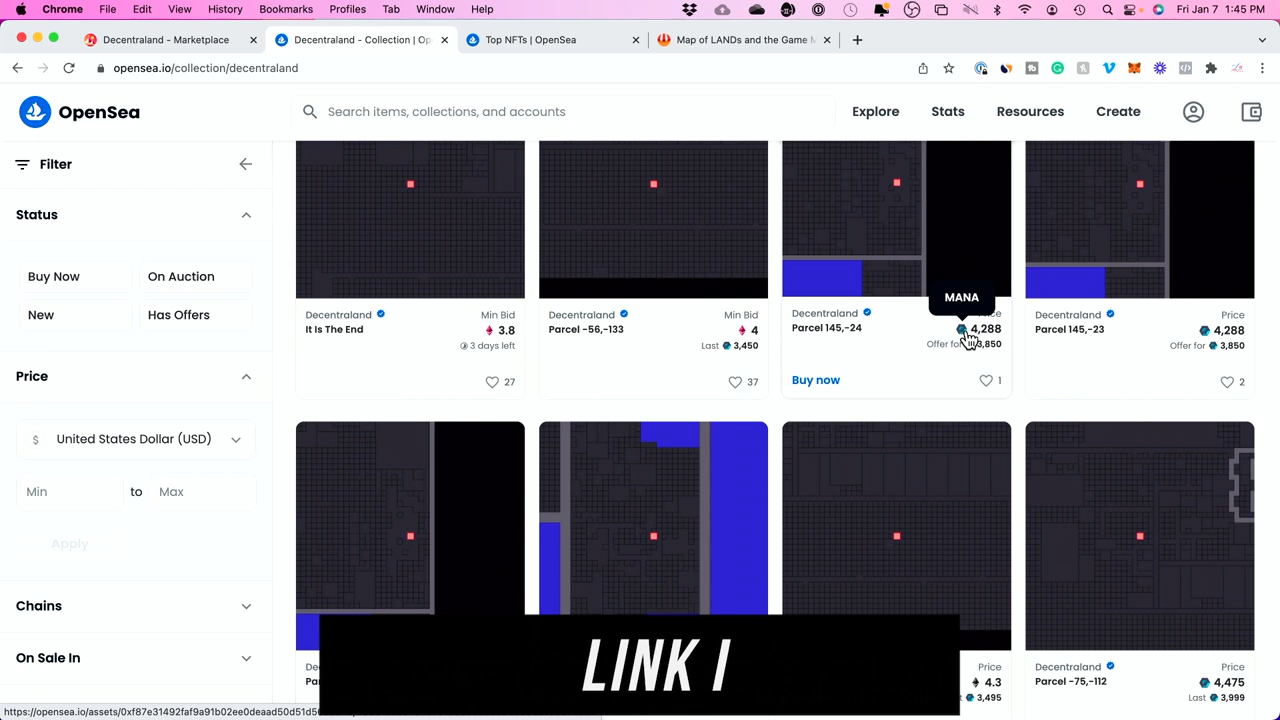 Chrome File Edit View History Bookmarks Profiles Tab Window Help Fri Jan 7 1:45 PM
Decentraland - Marketplace Decentraland - Collection | Op Top NFTs | OpenSea Map of LANDs and the Game M
opensea.io/collection/decentraland
OpenSea Search items, collections, and accounts Explore Stats Resources Create
Filter
Status
Buy Now On Auction
New Has Offers
Price
$ United States Dollar (USD)
Min to Max
Apply
Chains
On Sale In
Decentraland Min Bid
It Is The End 3.8
3 days left
27
Decentraland Min Bid
Parcel -56,-133 4
Last 3,450
37
MANA
Decentraland
Parcel 145,-24 4,288
Offer for 3,850
Buy now 1
Decentraland Price
Parcel 145,-23 4,288
Offer for 3,850
2
Price
4.3
3,495
Decentraland Price
Parcel -75,-112 4,475
Last 3,999
LINK I